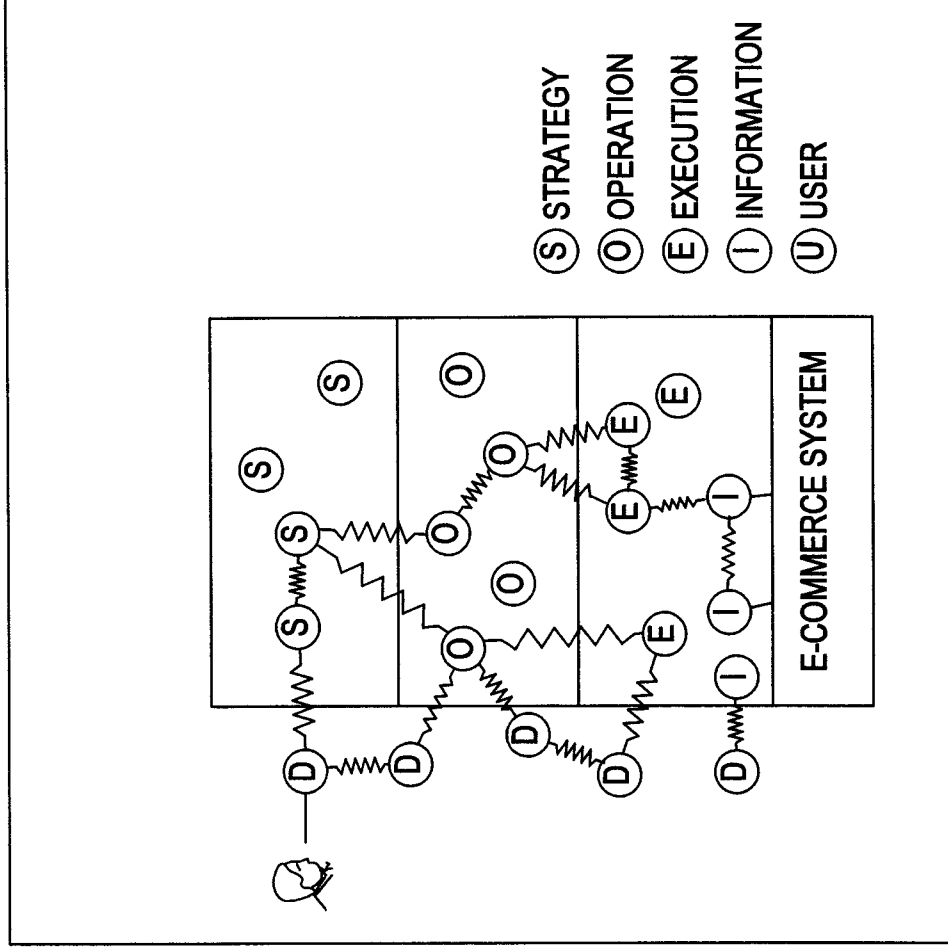 S
D S S
S
D
O O O
D O O
D E E
E E
D I I I
E-COMMERCE SYSTEM
S STRATEGY
O OPERATION
E EXECUTION
I INFORMATION
U USER